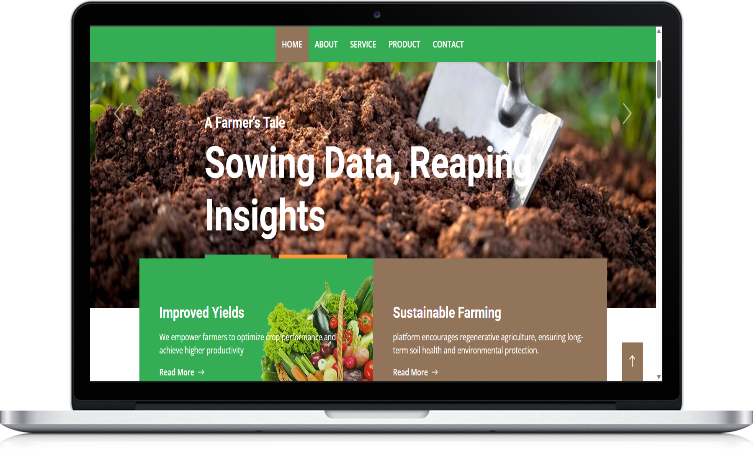 HOME ABOUT SERVICE PRODUCT CONTACT
A Farmer's Tale
Sowing Data, Reaping
Insights
Improved Yields
We empower farmers to optimize crop performance and
achieve higher productivity
Read More →
Sustainable Farming
platform encourages regenerative agriculture, ensuring long-
term soil health and environmental protection.
Read More →